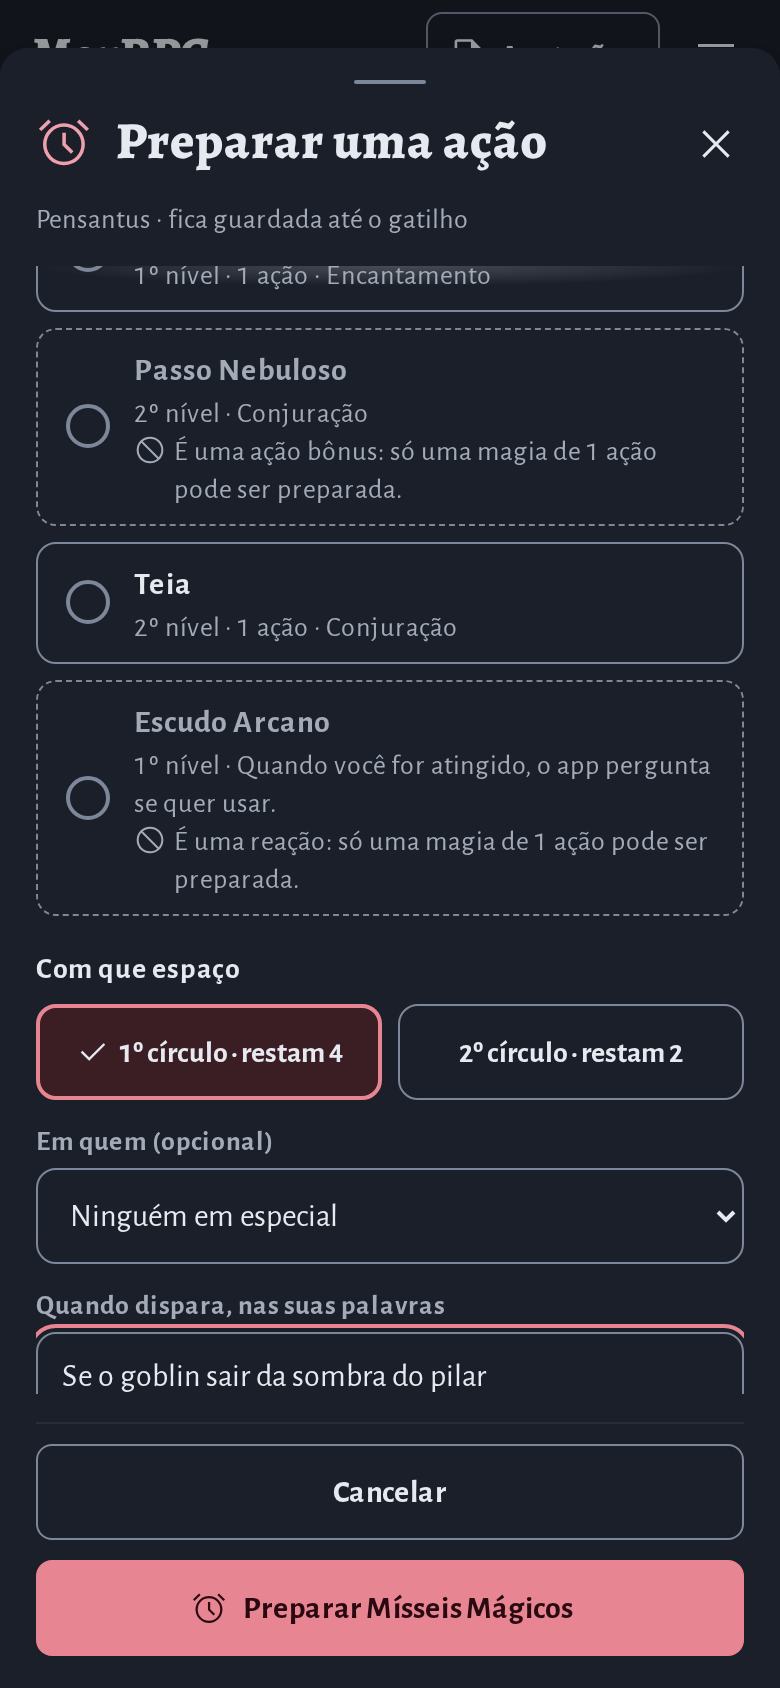 Preparar uma ação
Pensantus · fica guardada até o gatilho
1º nível · 1 ação · Encantamento
Passo Nebuloso
2º nível · Conjuração
É uma ação bônus: só uma magia de 1 ação
pode ser preparada.
Teia
2º nível · 1 ação · Conjuração
Escudo Arcano
1º nível · Quando você for atingido, o app pergunta
se quer usar.
É uma reação: só uma magia de 1 ação pode ser
preparada.
Com que espaço
1º círculo · restam 4
2º círculo · restam 2
Em quem (opcional)
Ninguém em especial
Quando dispara, nas suas palavras
Se o goblin sair da sombra do pilar
Cancelar
Preparar Mísseis Mágicos